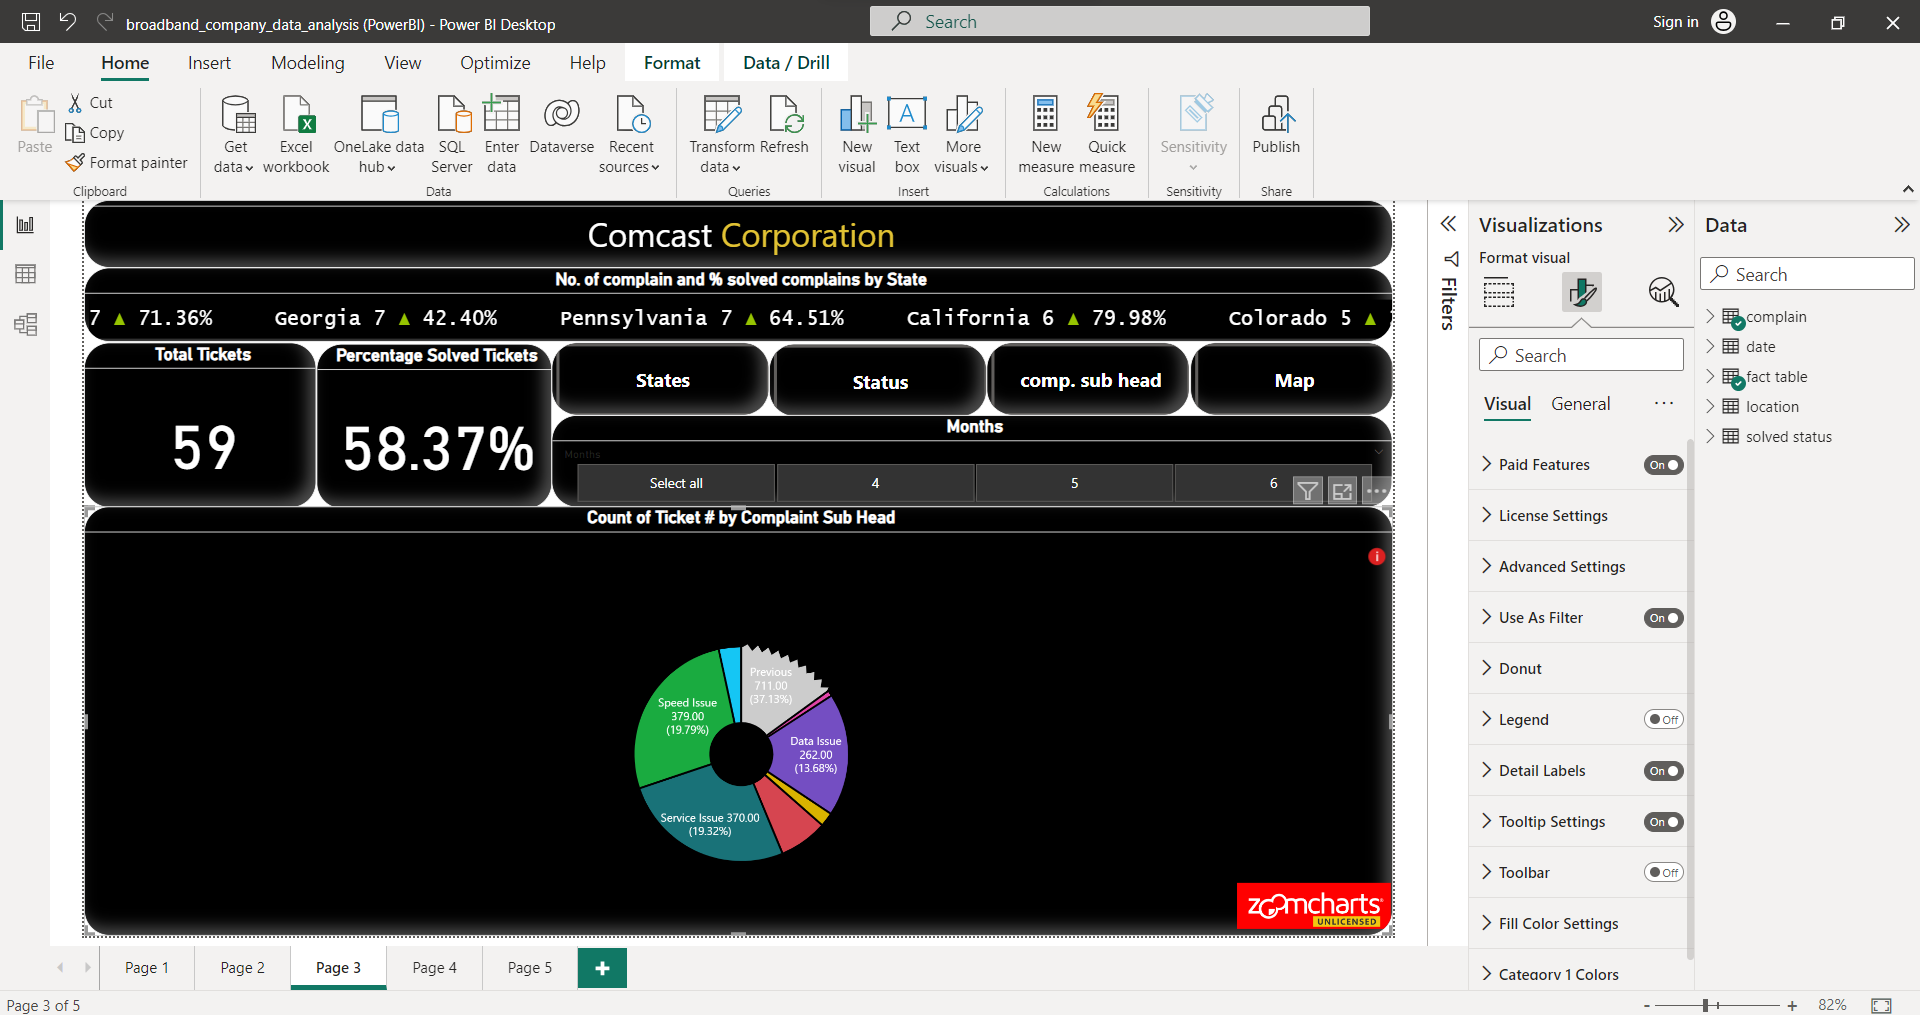 broadband_company_data_analysis (PowerBI) - Power BI Desktop
Search
Sign in
File
Home
Insert
Modeling
View
Optimize
Help
Format
Data / Drill
Paste
Cut
Copy
Format painter
Clipboard
Get data
Excel workbook
OneLake data hub
SQL Server
Enter data
Dataverse
Recent sources
Data
Transform data
Refresh
Queries
New visual
Text box
More visuals
Insert
New measure
Quick measure
Calculations
Sensitivity
Sensitivity
Publish
Share
Comcast Corporation
No. of complain and % solved complains by State
7 ▲ 71.36% Georgia 7 ▲ 42.40% Pennsylvania 7 ▲ 64.51% California 6 ▲ 79.98% Colorado 5 ▲
Total Tickets
59
Percentage Solved Tickets
58.37%
States
Status
comp. sub head
Map
Months
Months
Select all
4
5
6
Count of Ticket # by Complaint Sub Head
Previous
711.00
(37.13%)
Speed Issue
379.00
(19.79%)
Data Issue
262.00
(13.68%)
Service Issue 370.00
(19.32%)
zoomcharts
UNLICENSED
Filters
Visualizations
Format visual
Search
Visual
General
Paid Features
On
License Settings
Advanced Settings
Use As Filter
On
Donut
Legend
Off
Detail Labels
On
Tooltip Settings
On
Toolbar
Off
Fill Color Settings
Category 1 Colors
Data
Search
complain
date
fact table
location
solved status
Page 1
Page 2
Page 3
Page 4
Page 5
Page 3 of 5
82%